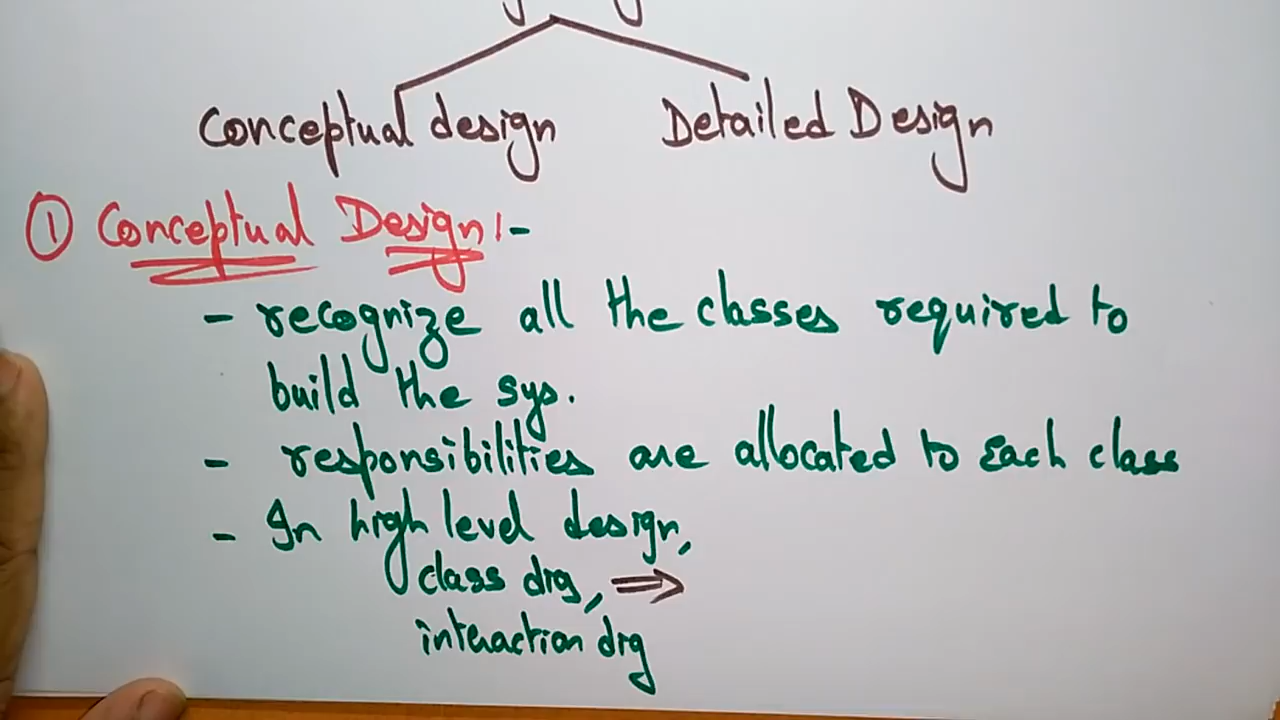 Conceptual design Detailed Design
① Conceptual Design :-
- recognize all the classes required to
build the sys.
- responsibilities are allocated to Each class
- In high level design,
class drg, ⇒
interaction drg